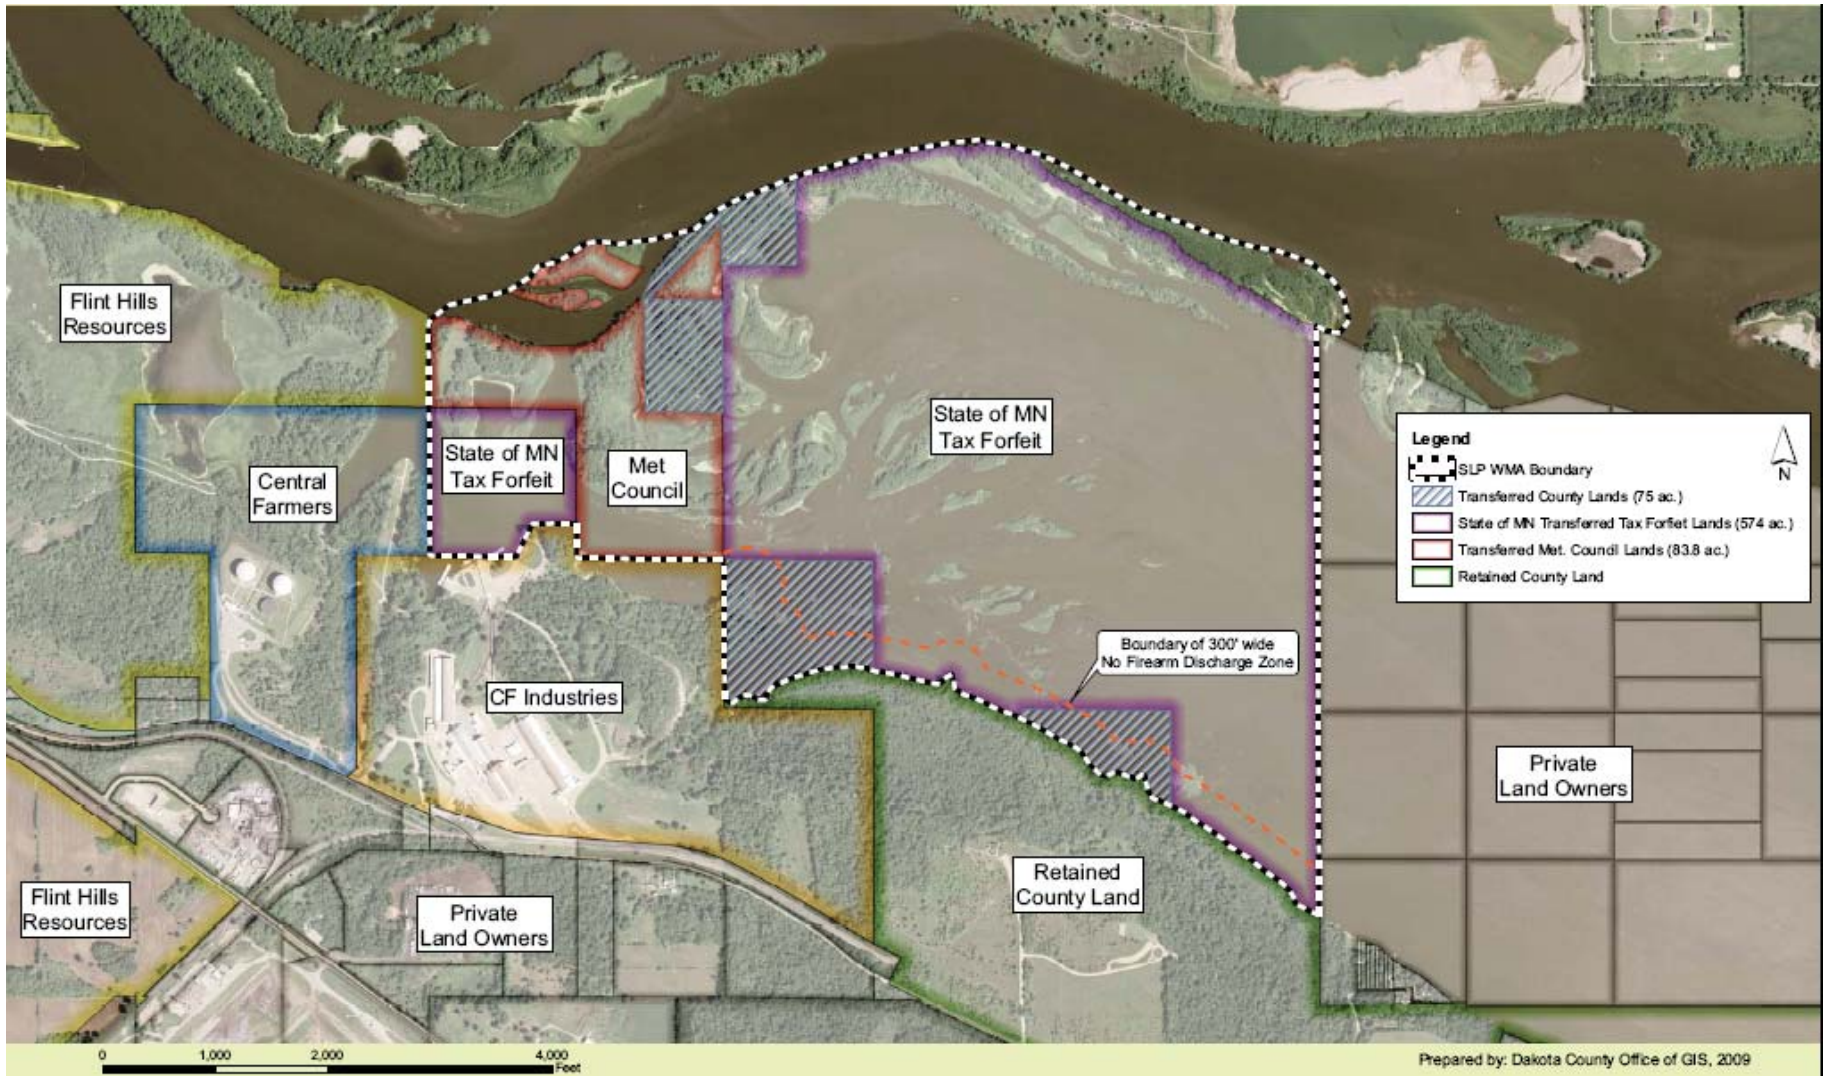 Flint Hills
Resources
Central
Farmers
State of MN
Tax Forfeit
Met
Council
State of MN
Tax Forfeit
Legend
SLP WMA Boundary
Transferred County Lands (75 ac.)
State of MN Transferred Tax Forfiet Lands (574 ac.)
Transferred Met. Council Lands (83.8 ac.)
Retained County Land
N
Boundary of 300' wide
No Firearm Discharge Zone
CF Industries
Private
Land Owners
Retained
County Land
Flint Hills
Resources
Private
Land Owners
0 1,000 2,000 4,000
Feet
Prepared by: Dakota County Office of GIS, 2009